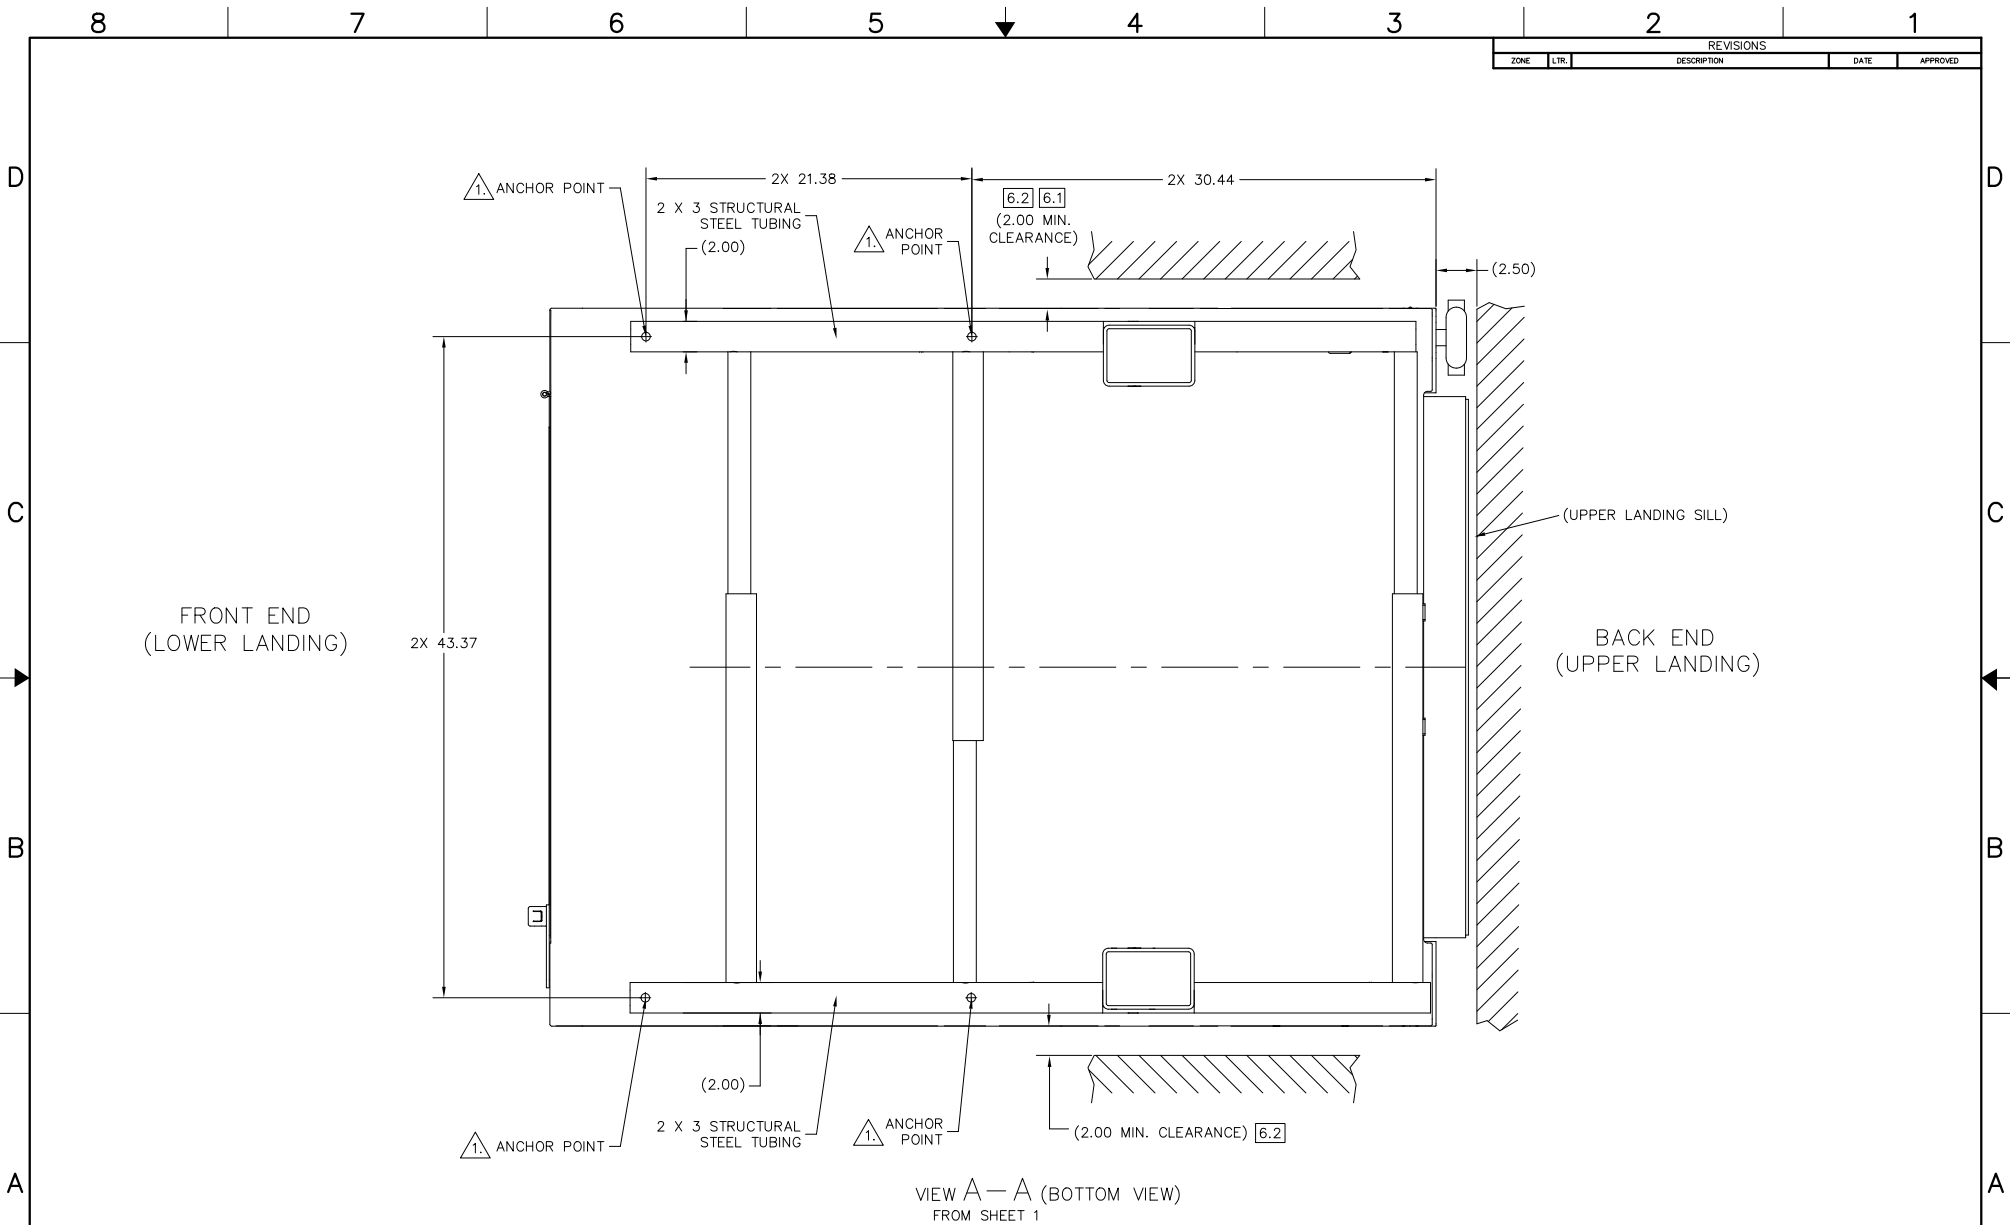 8 7 6 5 4 3 2 1
REVISIONS
ZONE LTR. DESCRIPTION DATE APPROVED
D D
2X 21.38
2X 30.44
1. ANCHOR POINT
2 X 3 STRUCTURAL
STEEL TUBING
(2.00)
1. ANCHOR
POINT
6.2 6.1
(2.00 MIN.
CLEARANCE)
(2.50)
C C
(UPPER LANDING SILL)
FRONT END
(LOWER LANDING)
2X 43.37
BACK END
(UPPER LANDING)
B B
(2.00)
2 X 3 STRUCTURAL
STEEL TUBING
1. ANCHOR POINT
1. ANCHOR
POINT
(2.00 MIN. CLEARANCE) 6.2
A A
VIEW A—A (BOTTOM VIEW)
FROM SHEET 1